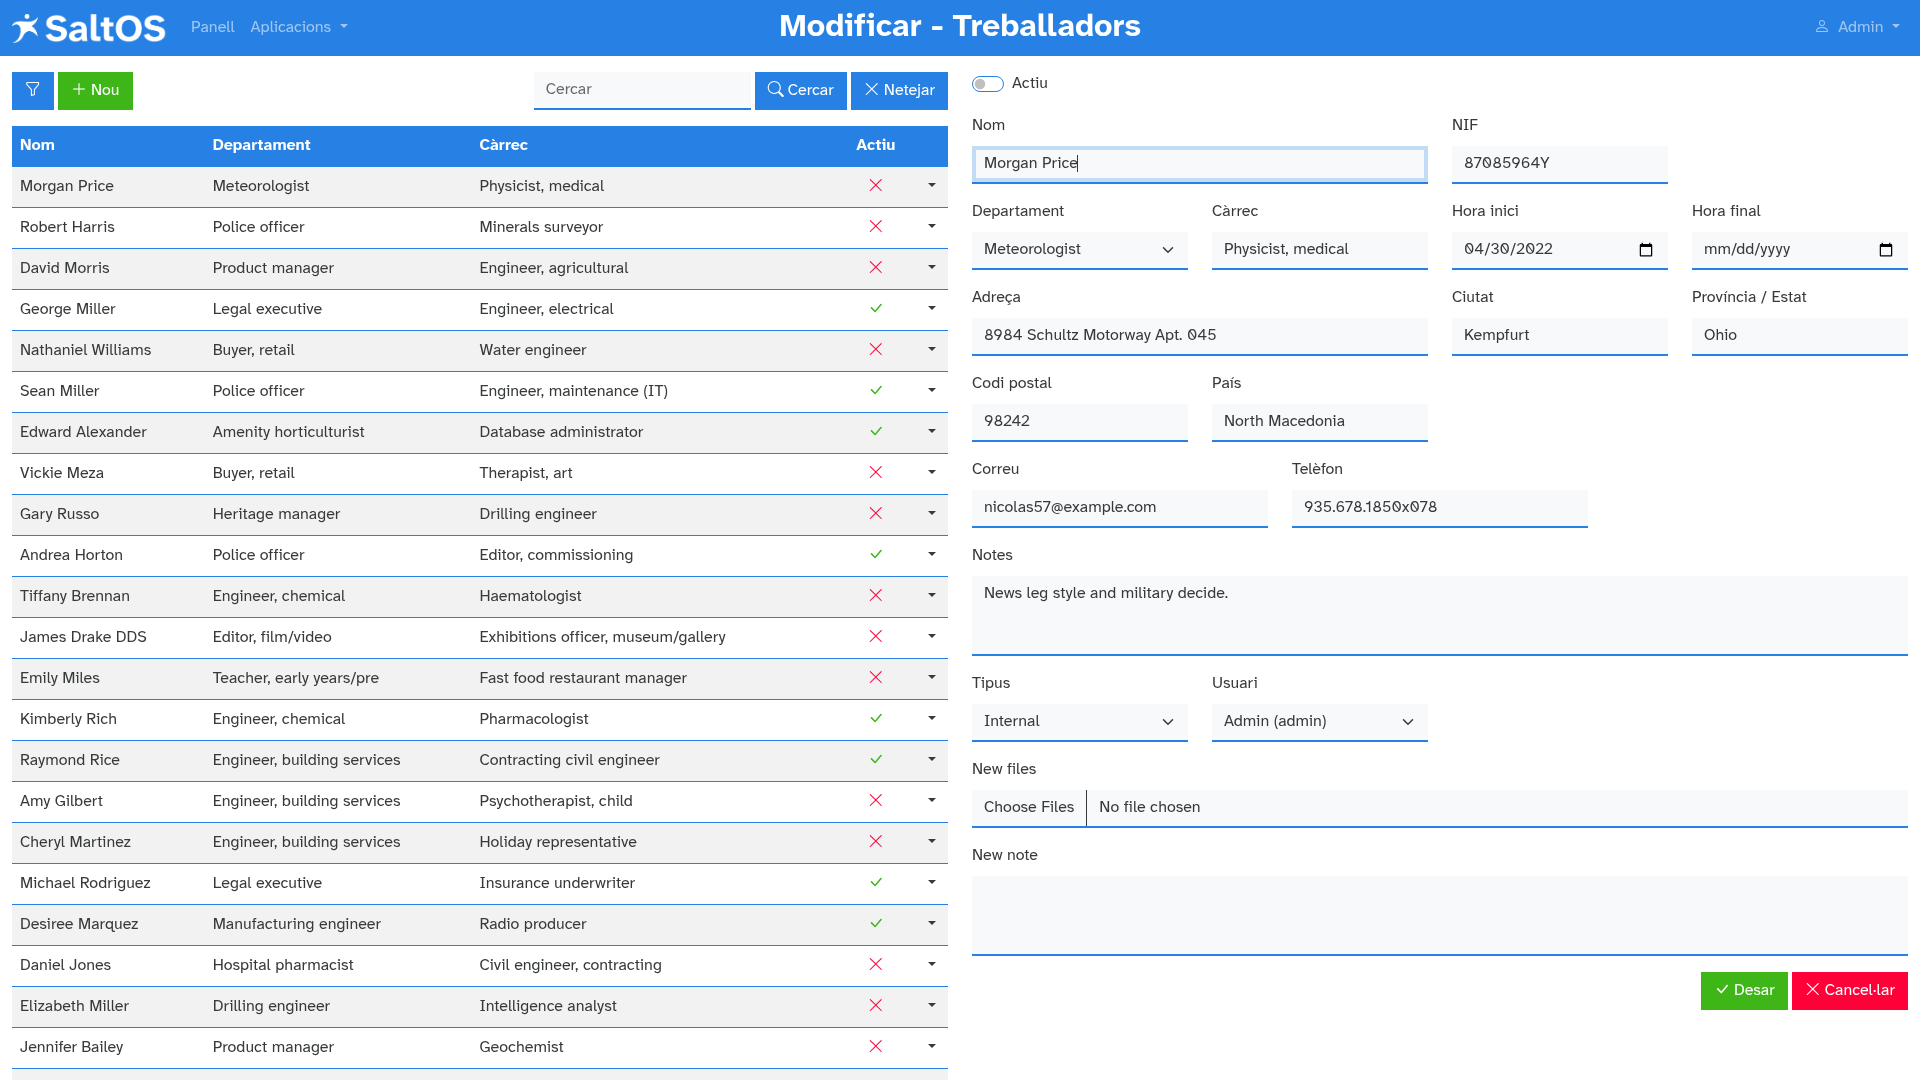 SaltOS Panell Aplicacions Modificar - Treballadors Admin
Nou Cercar Cercar Netejar
Nom Departament Càrrec Actiu
Morgan Price Meteorologist Physicist, medical
Robert Harris Police officer Minerals surveyor
David Morris Product manager Engineer, agricultural
George Miller Legal executive Engineer, electrical
Nathaniel Williams Buyer, retail Water engineer
Sean Miller Police officer Engineer, maintenance (IT)
Edward Alexander Amenity horticulturist Database administrator
Vickie Meza Buyer, retail Therapist, art
Gary Russo Heritage manager Drilling engineer
Andrea Horton Police officer Editor, commissioning
Tiffany Brennan Engineer, chemical Haematologist
James Drake DDS Editor, film/video Exhibitions officer, museum/gallery
Emily Miles Teacher, early years/pre Fast food restaurant manager
Kimberly Rich Engineer, chemical Pharmacologist
Raymond Rice Engineer, building services Contracting civil engineer
Amy Gilbert Engineer, building services Psychotherapist, child
Cheryl Martinez Engineer, building services Holiday representative
Michael Rodriguez Legal executive Insurance underwriter
Desiree Marquez Manufacturing engineer Radio producer
Daniel Jones Hospital pharmacist Civil engineer, contracting
Elizabeth Miller Drilling engineer Intelligence analyst
Jennifer Bailey Product manager Geochemist
Actiu
Nom NIF
Morgan Price 87085964Y
Departament Càrrec Hora inici Hora final
Meteorologist Physicist, medical 04/30/2022 mm/dd/yyyy
Adreça Ciutat Província / Estat
8984 Schultz Motorway Apt. 045 Kempfurt Ohio
Codi postal País
98242 North Macedonia
Correu Telèfon
nicolas57@example.com 935.678.1850x078
Notes
News leg style and military decide.
Tipus Usuari
Internal Admin (admin)
New files
Choose Files No file chosen
New note
Desar Cancel·lar